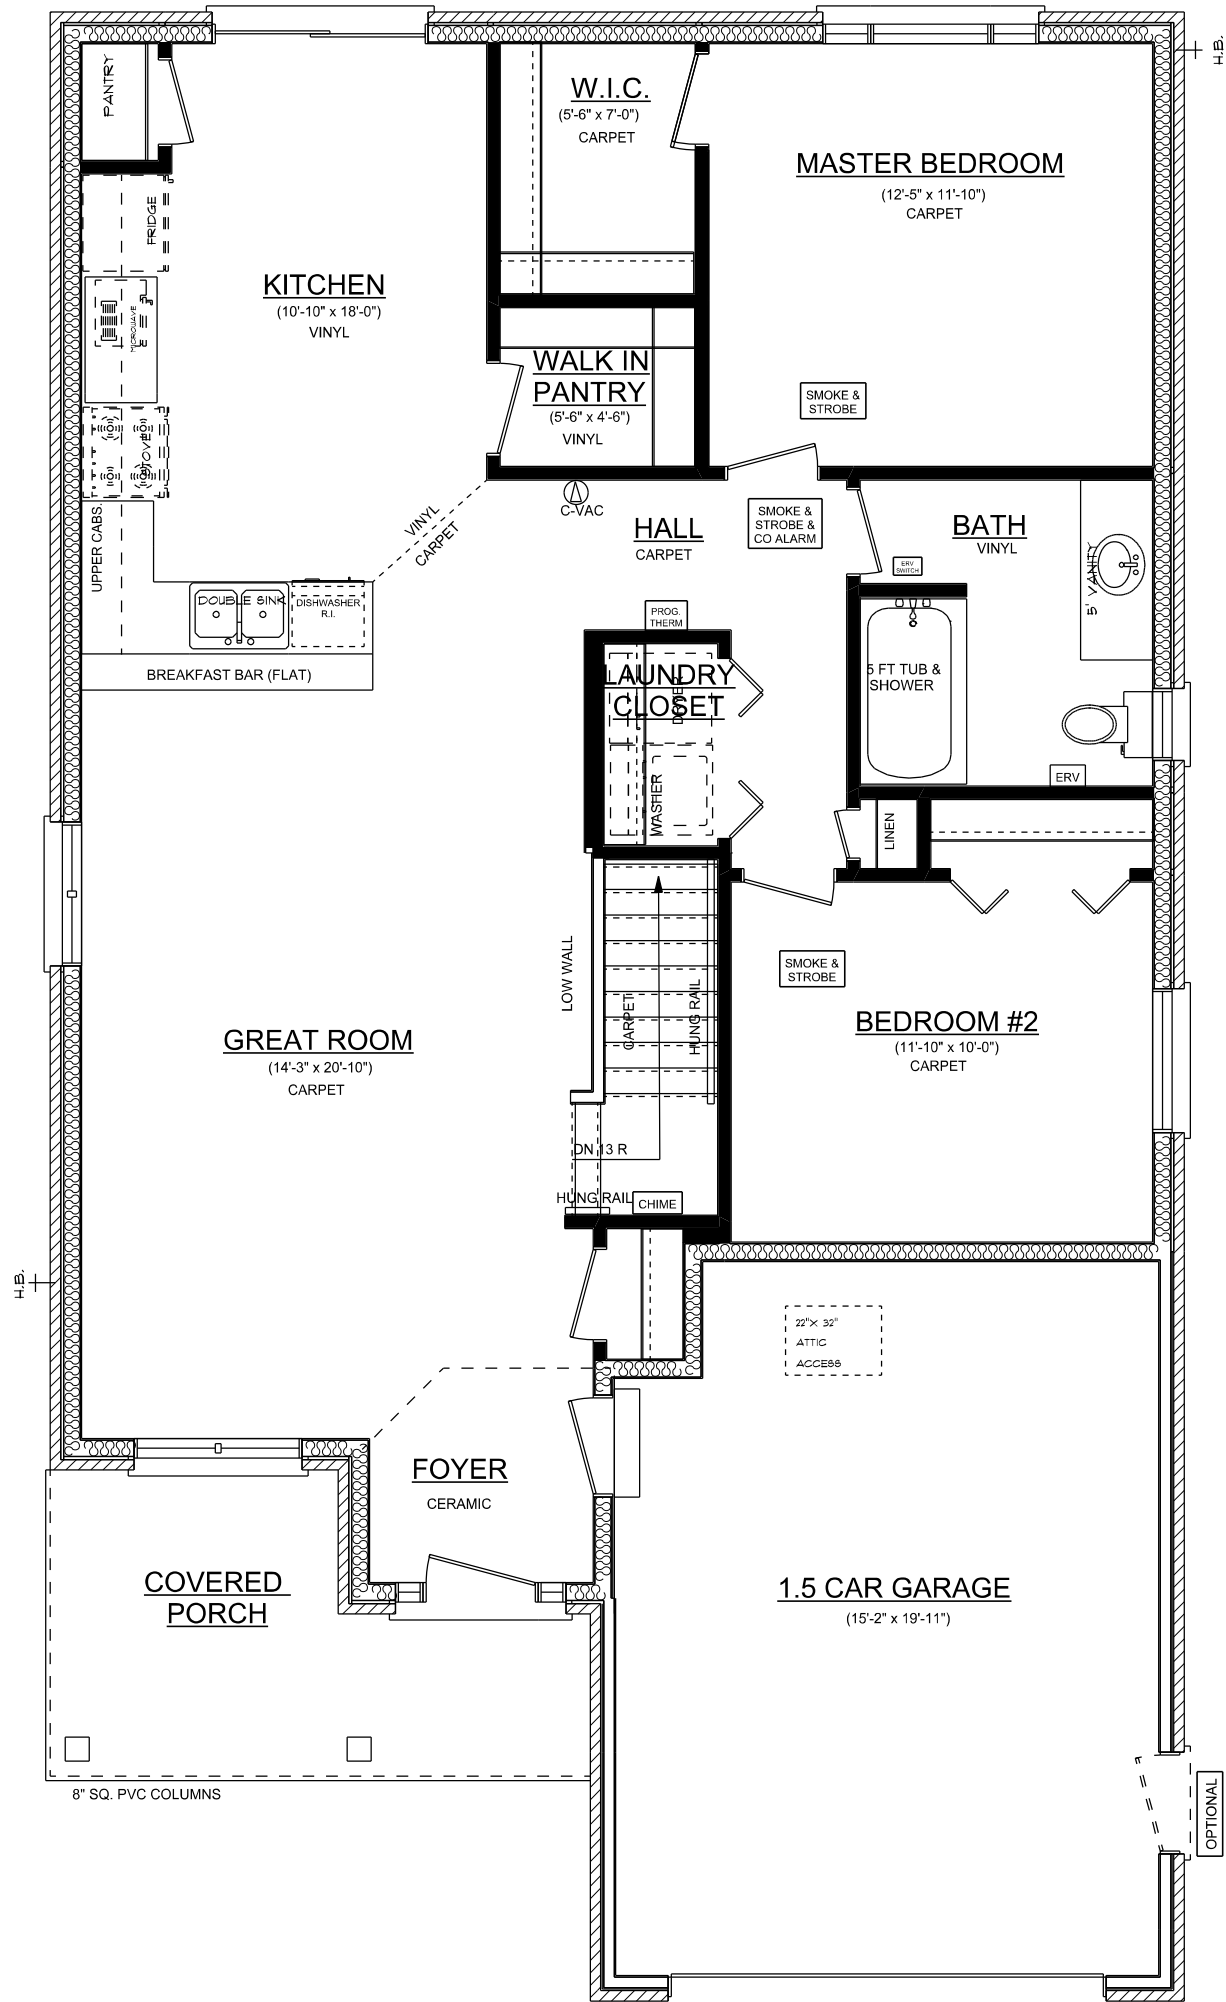 H.B.
PANTRY
W.I.C.
(5'-6" x 7'-0")
CARPET
MASTER BEDROOM
(12'-5" x 11'-10")
CARPET
FRIDGE
KITCHEN
(10'-10" x 18'-0")
VINYL
MICROWAVE
WALK IN
PANTRY
(5'-6" x 4'-6")
VINYL
SMOKE &
STROBE
STOVE
C-VAC
VINYL
CARPET
HALL
CARPET
SMOKE &
STROBE &
CO ALARM
BATH
VINYL
ERV
SWITCH
5' VANITY
UPPER CABS.
DOUBLE SINK
DISHWASHER
R.I.
PROG.
THERM
BREAKFAST BAR (FLAT)
LAUNDRY
CLOSET
DRYER
WASHER
5 FT TUB &
SHOWER
ERV
LINEN
LOW WALL
CARPET
HUNG RAIL
SMOKE &
STROBE
BEDROOM #2
(11'-10" x 10'-0")
CARPET
GREAT ROOM
(14'-3" x 20'-10")
CARPET
DN 13 R
HUNG RAIL
CHIME
H.B.
22"X 32"
ATTIC
ACCESS
FOYER
CERAMIC
COVERED
PORCH
1.5 CAR GARAGE
(15'-2" x 19'-11")
8" SQ. PVC COLUMNS
OPTIONAL